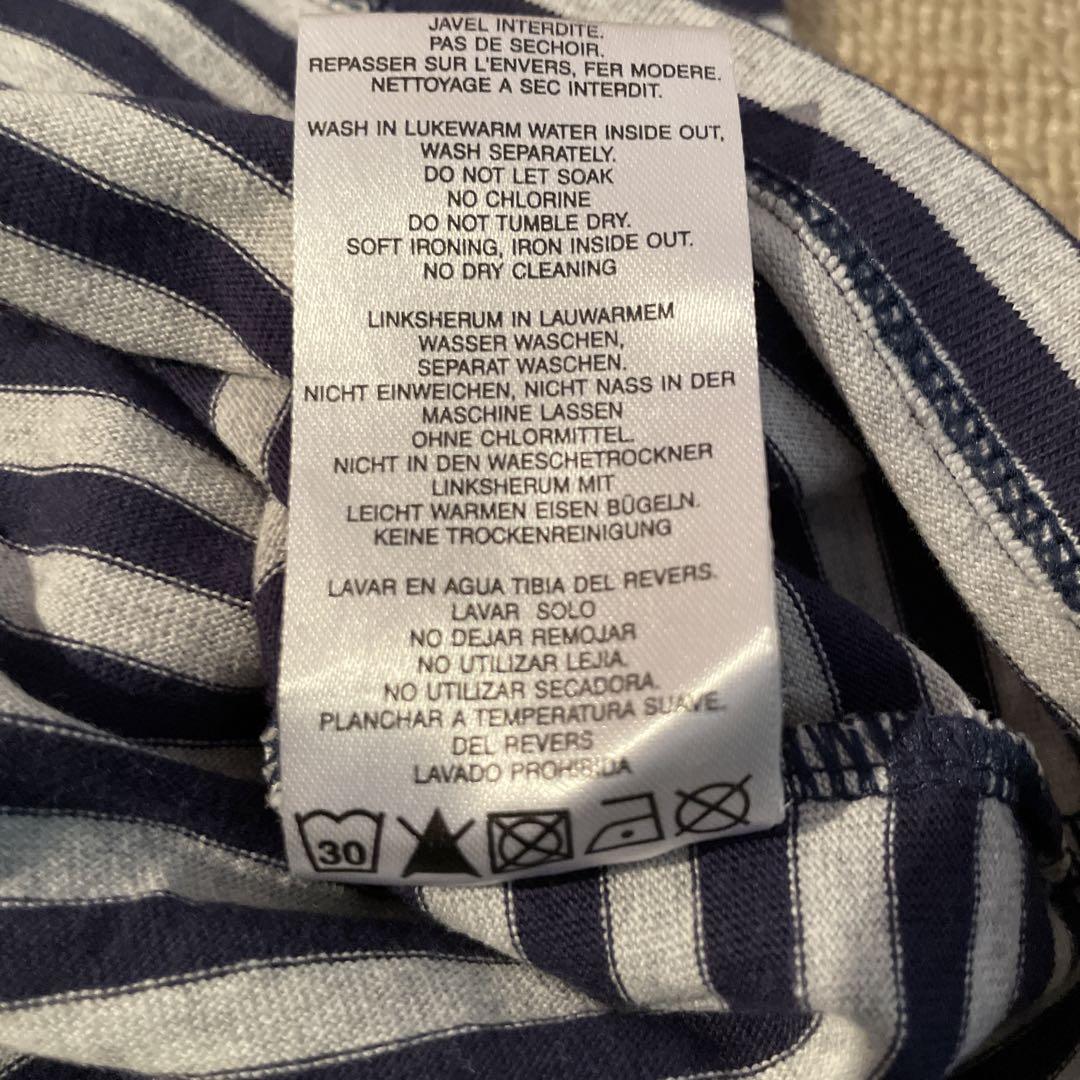 JAVEL INTERDITE.
PAS DE SECHOIR.
REPASSER SUR L'ENVERS, FER MODERE.
NETTOYAGE A SEC INTERDIT.
WASH IN LUKEWARM WATER INSIDE OUT,
WASH SEPARATELY.
DO NOT LET SOAK
NO CHLORINE
DO NOT TUMBLE DRY.
SOFT IRONING, IRON INSIDE OUT.
NO DRY CLEANING
LINKSHERUM IN LAUWARMEM
WASSER WASCHEN,
SEPARAT WASCHEN.
NICHT EINWEICHEN, NICHT NASS IN DER
MASCHINE LASSEN
OHNE CHLORMITTEL.
NICHT IN DEN WAESCHETROCKNER
LINKSHERUM MIT
LEICHT WARMEN EISEN BÜGELN.
KEINE TROCKENREINIGUNG
LAVAR EN AGUA TIBIA DEL REVERS.
LAVAR SOLO
NO DEJAR REMOJAR
NO UTILIZAR LEJIA.
NO UTILIZAR SECADORA.
PLANCHAR A TEMPERATURA SUAVE.
DEL REVERS
LAVADO PROHIBIDA
30